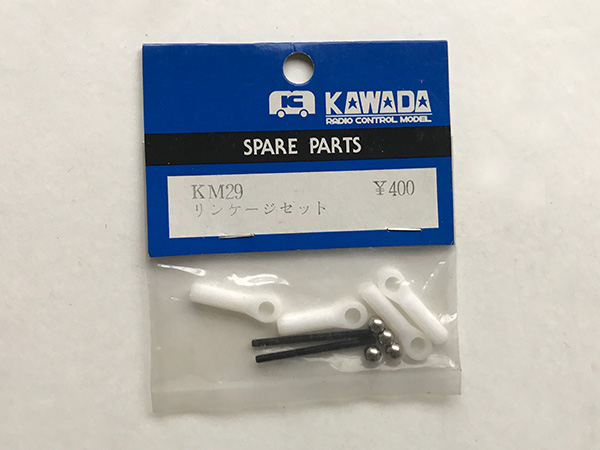 KAWADA
RADIO CONTROL MODEL
SPARE PARTS
KM29 ¥400
リンケージセット